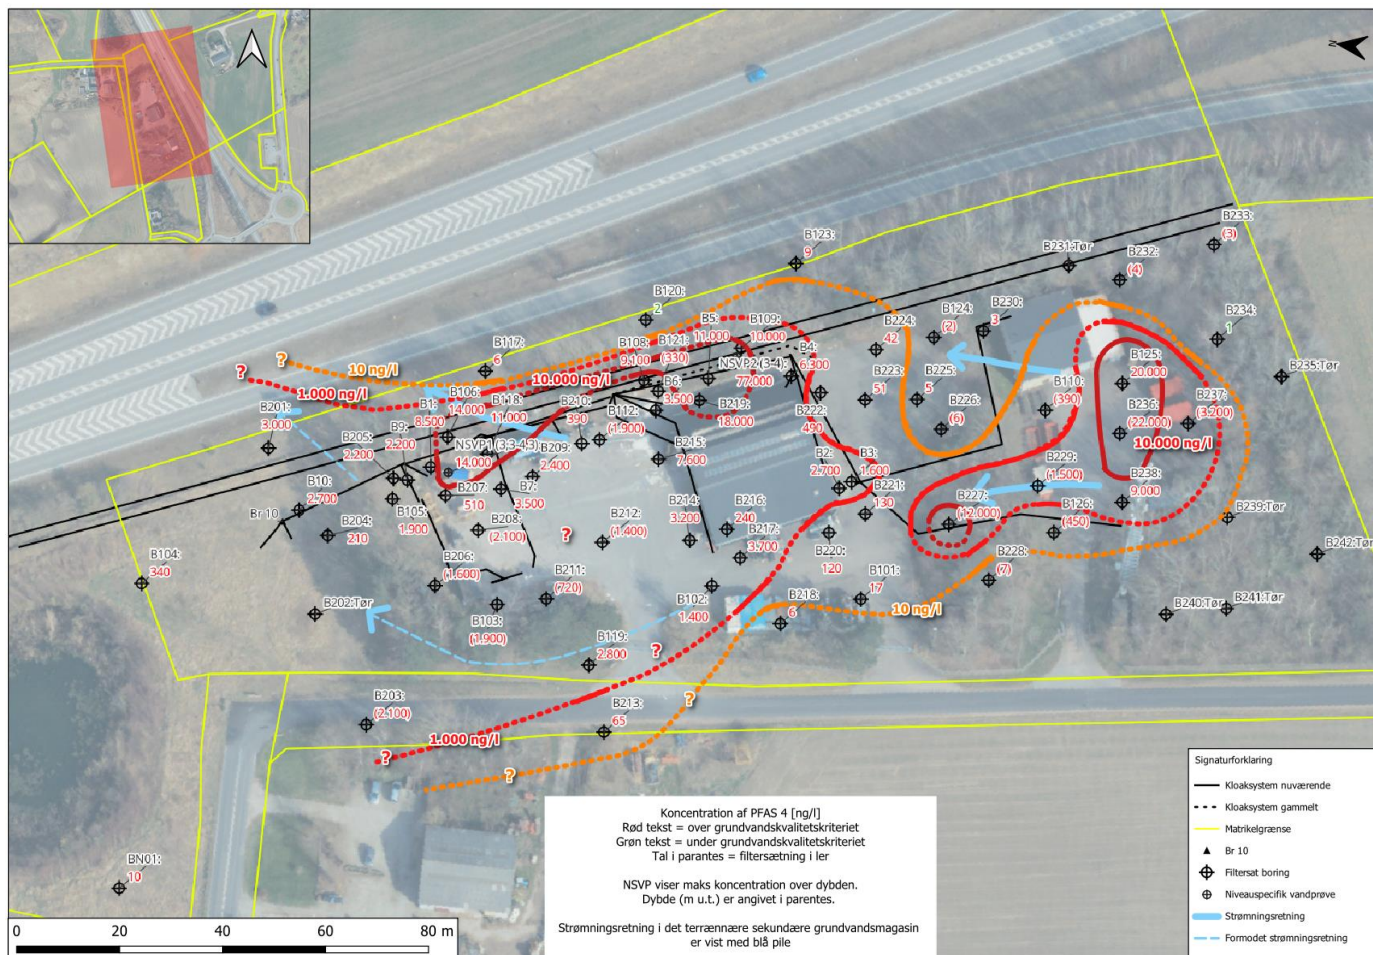 N
B233:
(3)
B123:
9
B231:Tør
B232:
(4)
B120:
2
B5:
11.000
B109:
10.000
B224:
42
B124:
(2)
B230:
3
B234:
1
B117:
6
B108:
9.100
B121:
(330)
B4:
6.300
10 ng/l
1.000 ng/l
10.000 ng/l
NSVP2 (3-4):
77.000
B223:
51
B225:
5
B110:
(390)
B125:
20.000
B235:Tør
B106:
14.000
B118:
11.000
B210:
390
B6:
3.500
B219:
18.000
B222:
490
B226:
(6)
B236:
(22.000)
B237:
(3.200)
B201:
3.000
B1:
8.500
B112:
(1.900)
10.000 ng/l
B9:
2.200
B205:
2.200
NSVP1 (3,3-4,3)
14.000
B209:
2.400
B215:
7.600
B2:
2.700
B3:
1.600
B229:
(1.500)
B238:
9.000
B10:
2.700
B207:
510
B7:
3.500
B221:
130
B227:
(12.000)
B126:
(450)
B239:Tør
Br 10
B204:
210
B105:
1.900
B208:
(2.100)
?
B212:
(1.400)
B214:
3.200
B216:
240
B217:
3.700
B220:
120
B242:Tør
B104:
340
B206:
(1.600)
B211:
(720)
B102:
1.400
B101:
17
B228:
(7)
B202:Tør
B103:
(1.900)
B218:
6
10 ng/l
B240:Tør
B241:Tør
B119:
2.800
?
B203:
(2.100)
B213:
65
?
1.000 ng/l
?
?
BN01:
10
Koncentration af PFAS 4 [ng/l]
Rød tekst = over grundvandskvalitetskriteriet
Grøn tekst = under grundvandskvalitetskriteriet
Tal i parantes = filtersætning i ler
NSVP viser maks koncentration over dybden.
Dybde (m u.t.) er angivet i parentes.
Strømningsretning i det terrænnære sekundære grundvandsmagasin
er vist med blå pile
Signaturforklaring
Kloaksystem nuværende
Kloaksystem gammelt
Matrikelgrænse
Br 10
Filtersat boring
Niveauspecifik vandprøve
Strømningsretning
Formodet strømningsretning
0 20 40 60 80 m